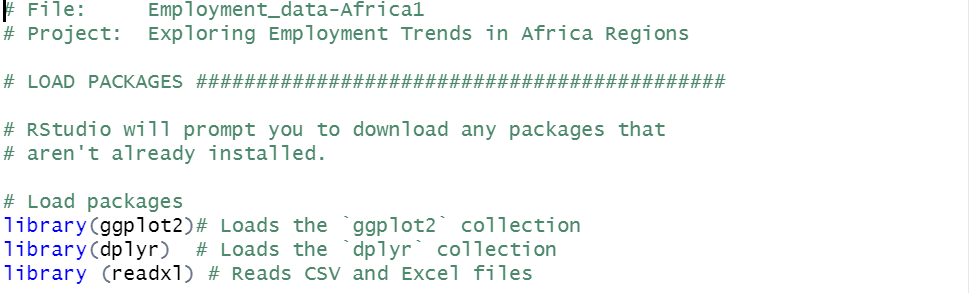 # File:     Employment_data-Africa1
# Project:  Exploring Employment Trends in Africa Regions
# LOAD PACKAGES ############################################
# RStudio will prompt you to download any packages that
# aren't already installed.
# Load packages
library(ggplot2)# Loads the `ggplot2` collection
library(dplyr)  # Loads the `dplyr` collection
library (readxl) # Reads CSV and Excel files